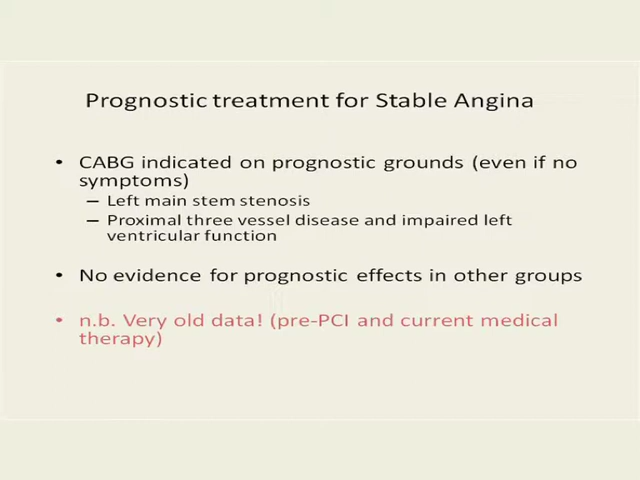 Prognostic treatment for Stable Angina
• CABG indicated on prognostic grounds (even if no
symptoms)
– Left main stem stenosis
– Proximal three vessel disease and impaired left
ventricular function
• No evidence for prognostic effects in other groups
• n.b. Very old data! (pre-PCI and current medical
therapy)